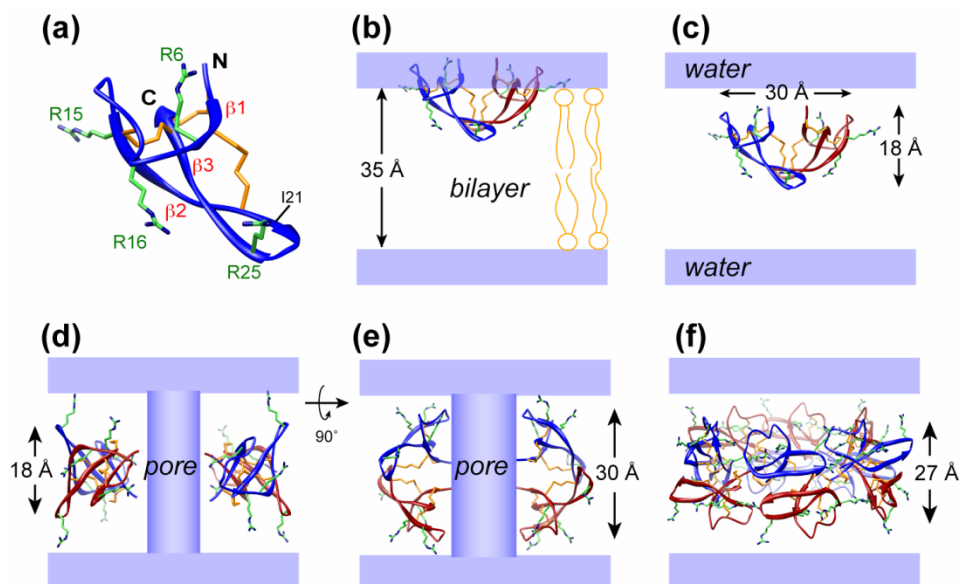 (a)
R6
N
C
β1
R15
β3
β2
I21
R16
R25
(b)
35 Å
bilayer
(c)
water
30 Å
18 Å
water
(d)
18 Å
pore
90°
(e)
pore
30 Å
(f)
27 Å